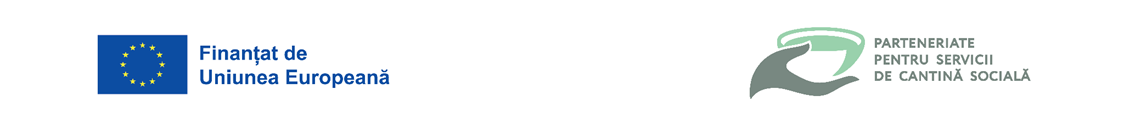 Finanțat de
Uniunea Europeană
PARTENERIATE
PENTRU SERVICII
DE CANTINĂ SOCIALĂ